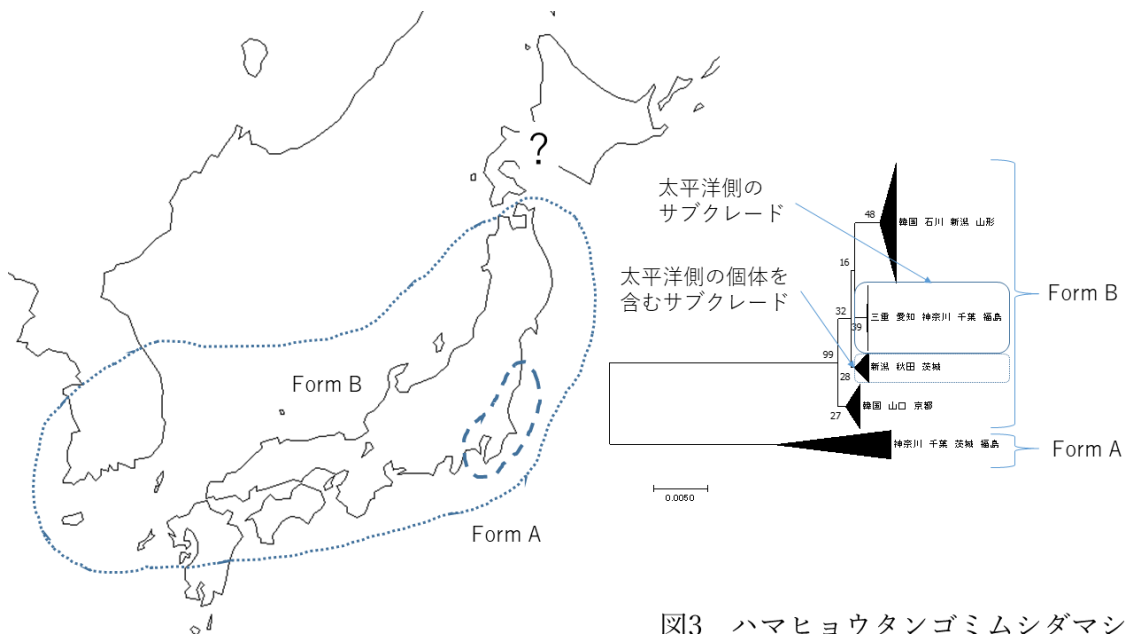 ?
Form B
Form A
太平洋側の
サブクレード
太平洋側の個体を
含むサブクレード
48
韓国 石川 新潟 山形
16
32
39
三重 愛知 神奈川 千葉 福島
99
28
新潟 秋田 茨城
27
韓国 山口 京都
神奈川 千葉 茨城 福島
Form B
Form A
0.0050
図3 ハマヒョウタンゴミムシダマシ